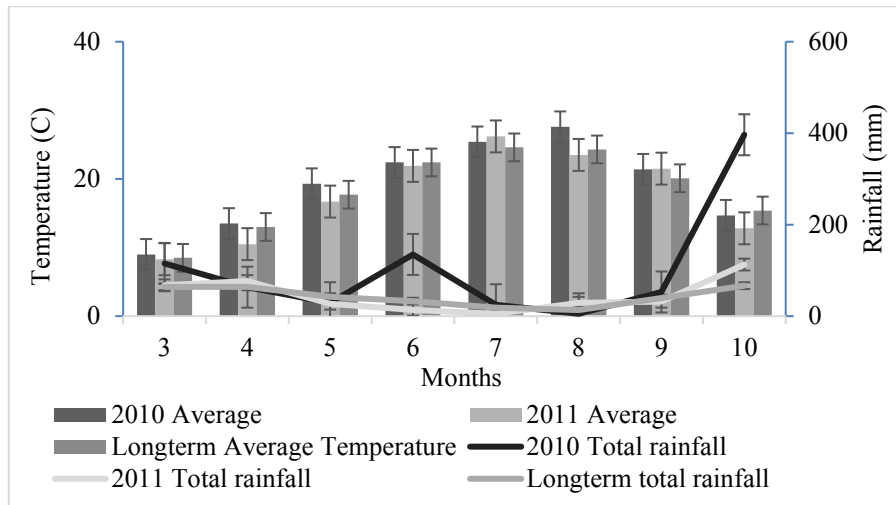 40
20
0
Temperature (C)
600
400
200
0
Rainfall (mm)
3 4 5 6 7 8 9 10
Months
2010 Average
2011 Average
Longterm Average Temperature
2010 Total rainfall
2011 Total rainfall
Longterm total rainfall